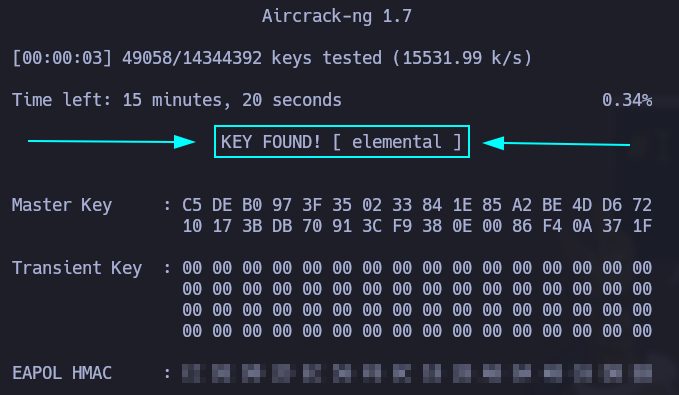 Aircrack-ng 1.7
[00:00:03] 49058/14344392 keys tested (15531.99 k/s)
Time left: 15 minutes, 20 seconds 0.34%
KEY FOUND! [ elemental ]
Master Key : C5 DE B0 97 3F 35 02 33 84 1E 85 A2 BE 4D D6 72
10 17 3B DB 70 91 3C F9 38 0E 00 86 F4 0A 37 1F
Transient Key : 00 00 00 00 00 00 00 00 00 00 00 00 00 00 00 00
00 00 00 00 00 00 00 00 00 00 00 00 00 00 00 00
00 00 00 00 00 00 00 00 00 00 00 00 00 00 00 00
00 00 00 00 00 00 00 00 00 00 00 00 00 00 00 00
EAPOL HMAC :